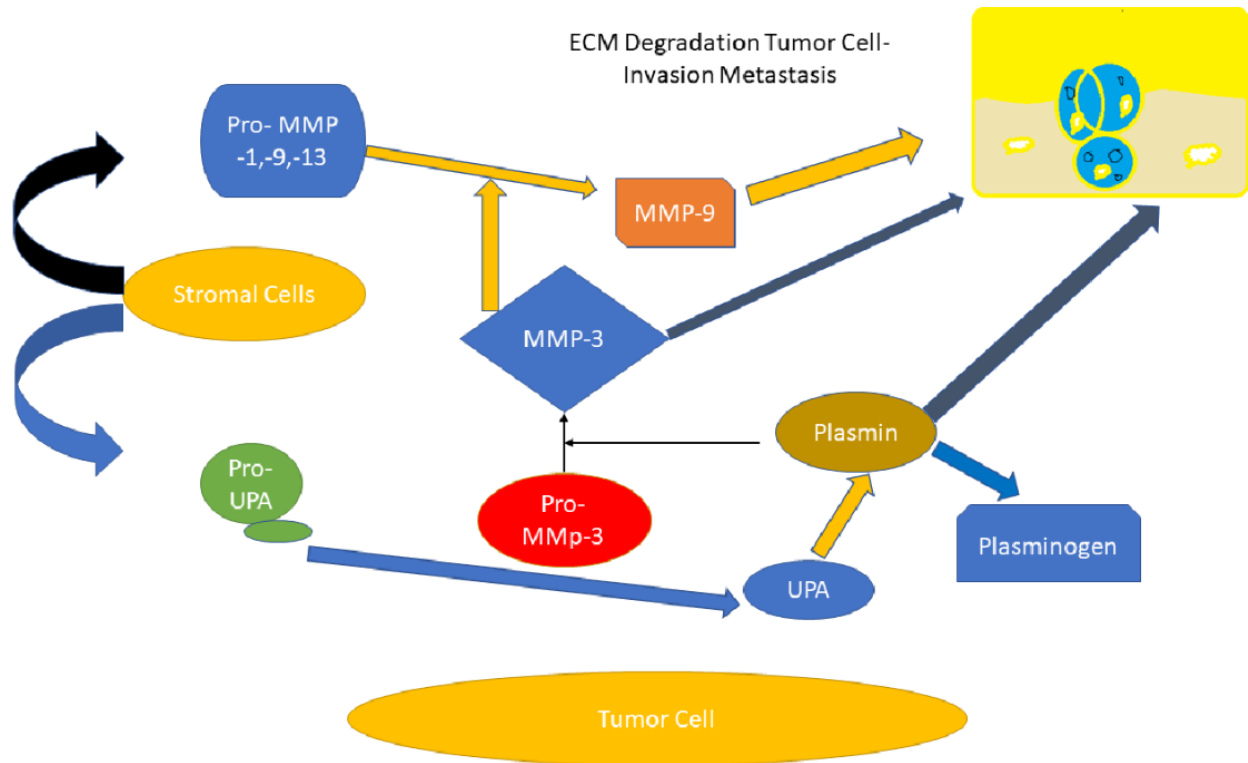 ECM Degradation Tumor Cell-
Invasion Metastasis
Pro- MMP
-1,-9,-13
MMP-9
Stromal Cells
MMP-3
Plasmin
Pro-
UPA
Pro-
MMp-3
Plasminogen
UPA
Tumor Cell